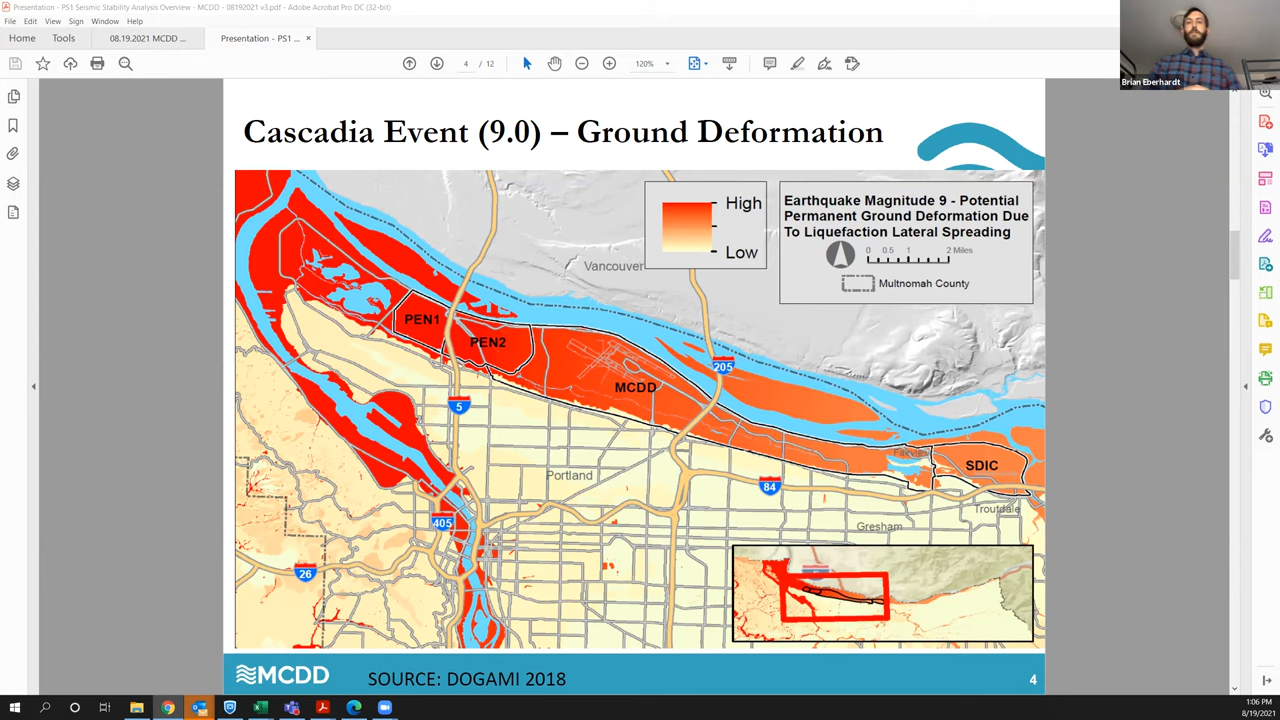 Presentation - PS1 Seismic Stability Analysis Overview - MCDD - 08192021 v3.pdf - Adobe Acrobat Pro DC (32-bit)
File Edit View Sign Window Help
Home Tools 08.19.2021 MCDD ... Presentation - PS1 ... ×
4 / 12 120%
Brian Eberhardt
Cascadia Event (9.0) – Ground Deformation
High
Low
Earthquake Magnitude 9 - Potential
Permanent Ground Deformation Due
To Liquefaction Lateral Spreading
0 0.5 1 2 Miles
Multnomah County
Vancouver
PEN1
PEN2
MCDD
205
5
Fairview
SDIC
Portland
84
Troutdale
405
Gresham
26
MCDD SOURCE: DOGAMI 2018 4
1:06 PM
8/19/2021